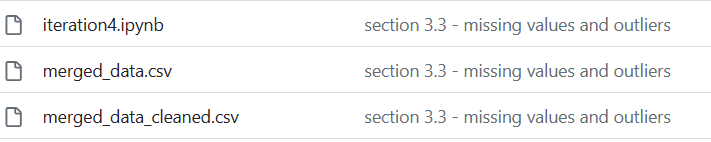 iteration4.ipynb section 3.3 - missing values and outliers
merged_data.csv section 3.3 - missing values and outliers
merged_data_cleaned.csv section 3.3 - missing values and outliers